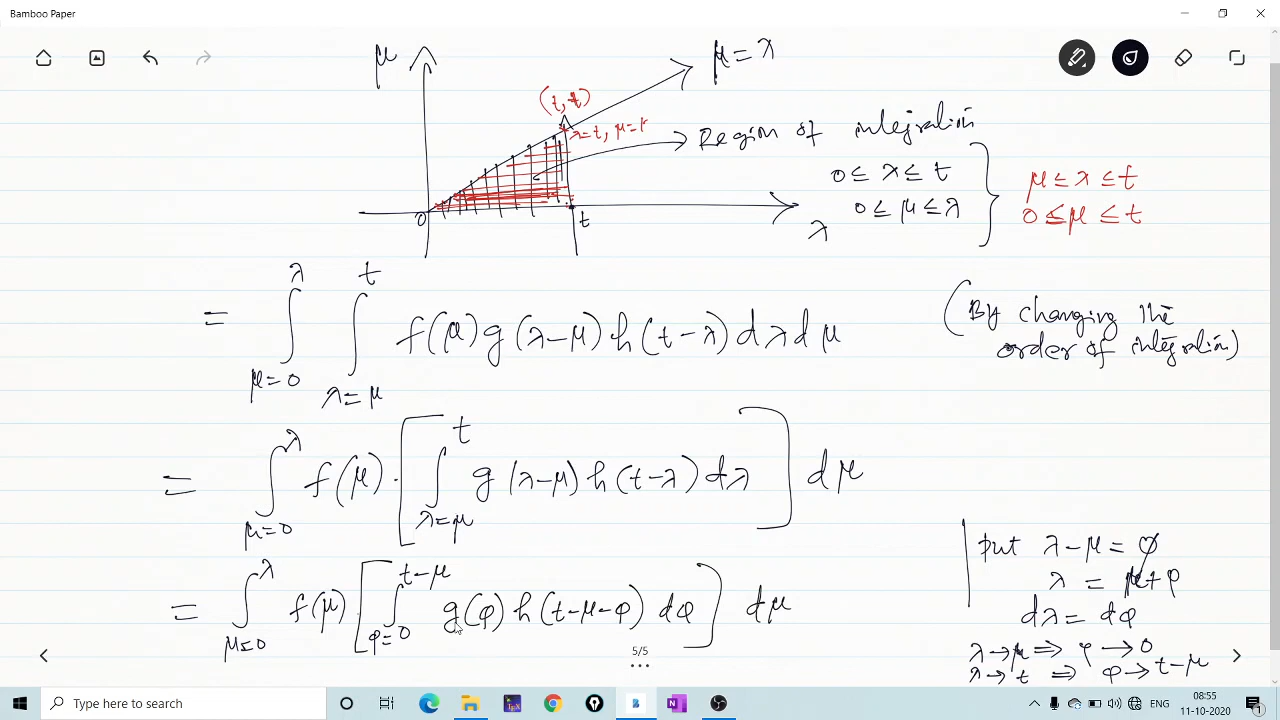 Bamboo Paper
μ
μ = λ
(t, t)
λ=t, μ=t
Region of integration
0 ≤ λ ≤ t
0 ≤ μ ≤ λ
μ ≤ λ ≤ t
0 ≤ μ ≤ t
0
t
λ
= ∫_{μ=0}^{λ} ∫_{λ=μ}^{t} f(μ) g(λ-μ) h(t-λ) dλ dμ
(By changing the
order of integration)
= ∫_{μ=0}^{λ} f(μ) · [ ∫_{λ=μ}^{t} g(λ-μ) h(t-λ) dλ ] dμ
put λ-μ = φ
λ = μ+φ
dλ = dφ
λ→μ ⇒ φ→0
λ→t ⇒ φ→t-μ
= ∫_{μ=0}^{λ} f(μ) [ ∫_{φ=0}^{t-μ} g(φ) h(t-μ-φ) dφ ] dμ
5/5
Type here to search
ENG
08:55
11-10-2020
1